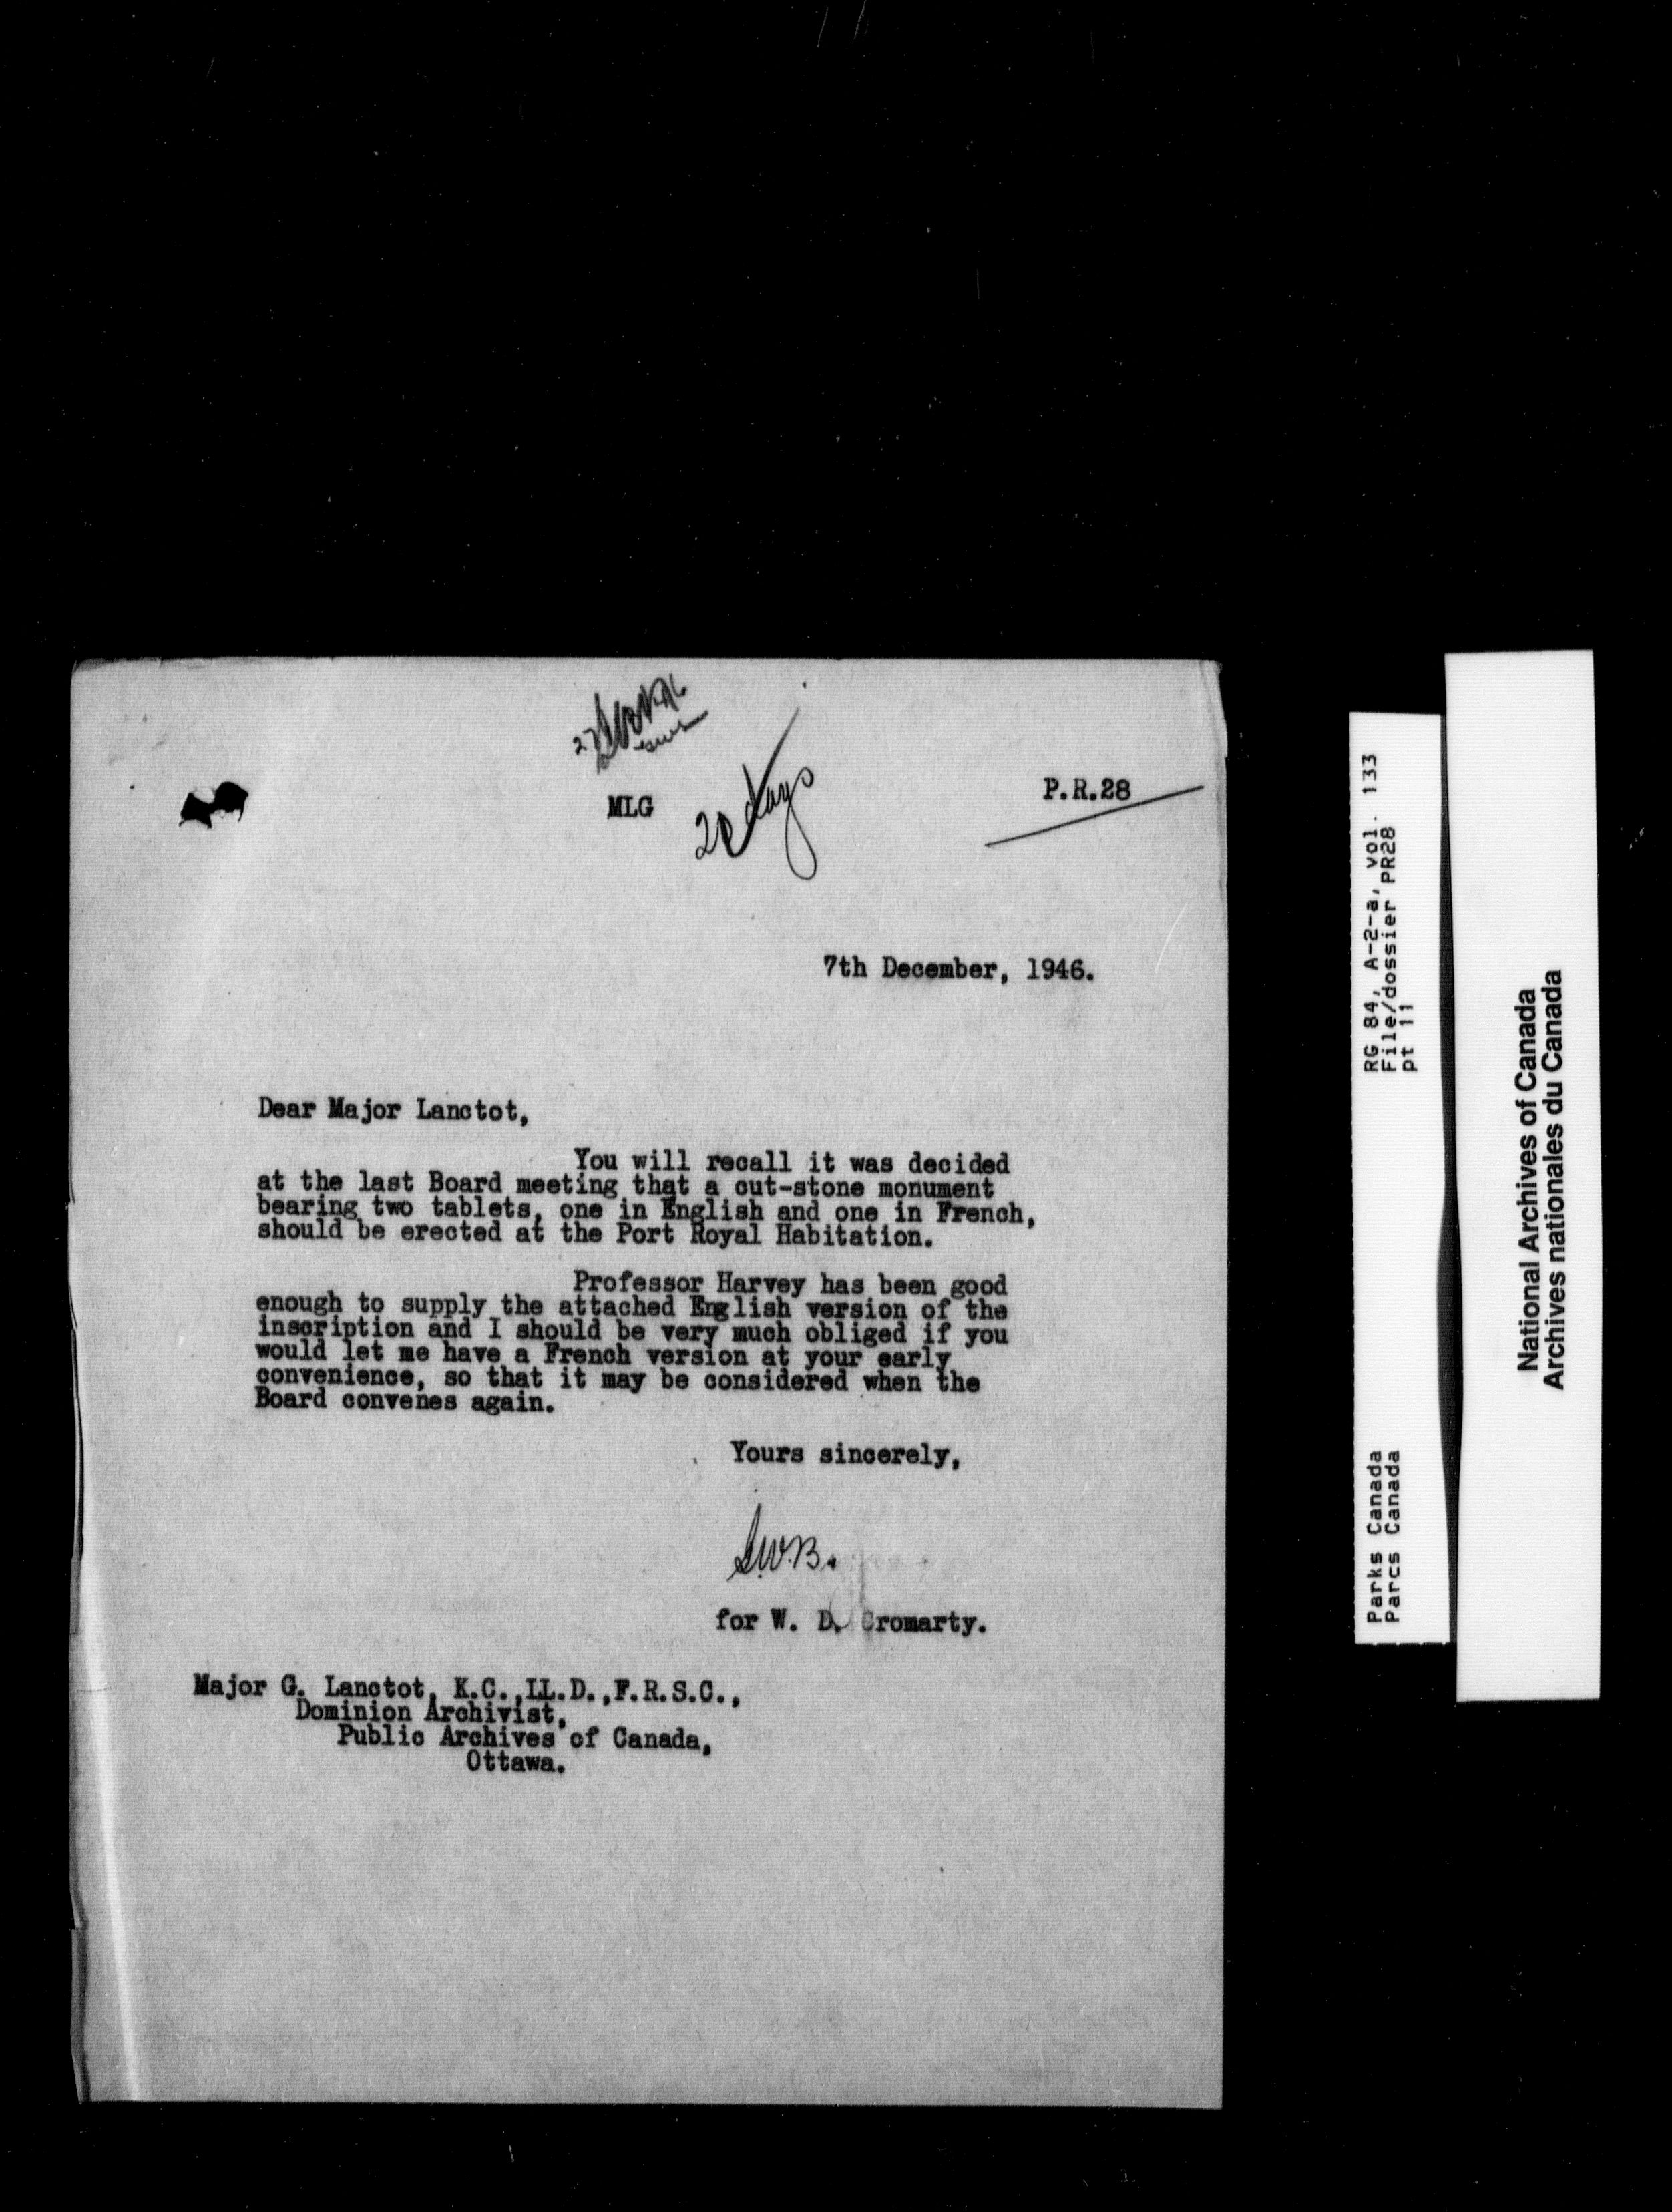 20 days
MLG
P.R.28
7th December, 1946.
Dear Major Lanctot,
You will recall it was decided
at the last Board meeting that a cut-stone monument
bearing two tablets, one in English and one in French,
should be erected at the Port Royal Habitation.
Professor Harvey has been good
enough to supply the attached English version of the
inscription and I should be very much obliged if you
would let me have a French version at your early
convenience, so that it may be considered when the
Board convenes again.
Yours sincerely,
S.W.B.
for W. D. Cromarty.
Major G. Lanctot, K.C.,LL.D.,F.R.S.C.,
Dominion Archivist,
Public Archives of Canada,
Ottawa.
RG 84, A-2-a, vol. 133
File/dossier PR28
pt 11
Parks Canada
Parcs Canada
National Archives of Canada
Archives nationales du Canada